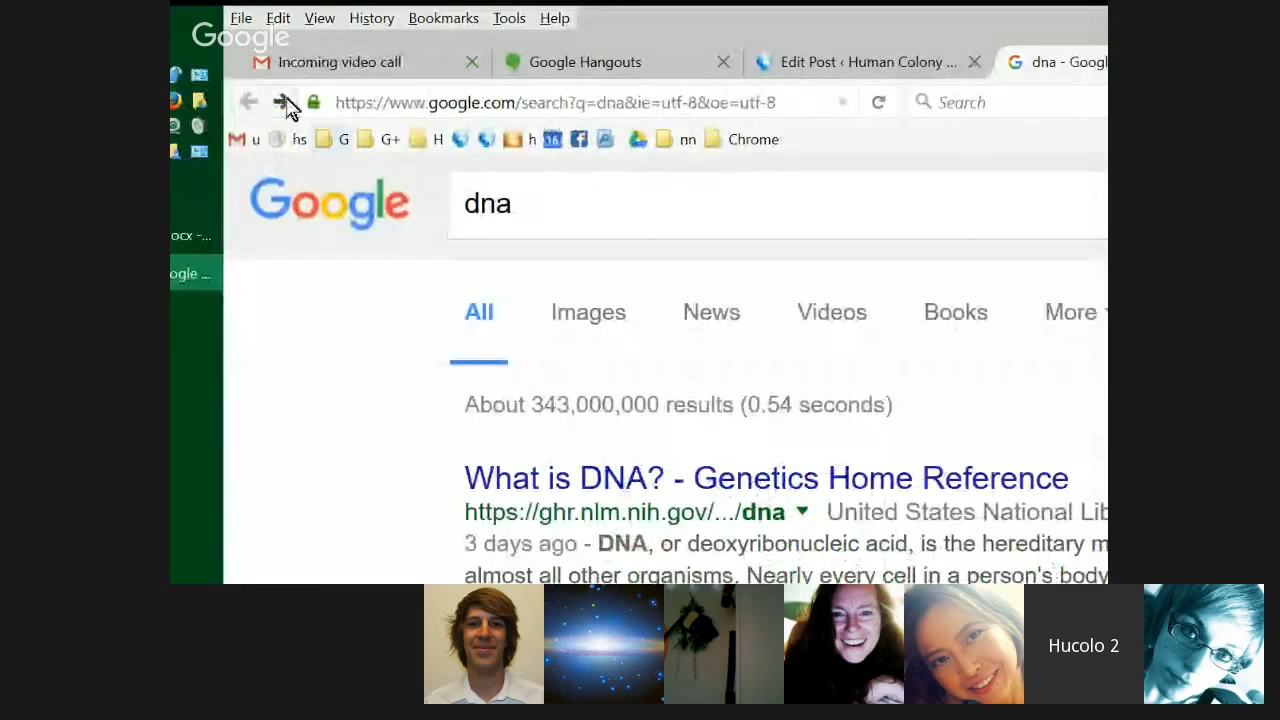 File Edit View History Bookmarks Tools Help
Google
Incoming video call
Google Hangouts
Edit Post ‹ Human Colony ...
dna - Googl
https://www.google.com/search?q=dna&ie=utf-8&oe=utf-8
Search
u hs G G+ H h nn Chrome
Google
dna
ocx -...
ogle ...
All Images News Videos Books More
About 343,000,000 results (0.54 seconds)
What is DNA? - Genetics Home Reference
https://ghr.nlm.nih.gov/.../dna United States National Lib
3 days ago - DNA, or deoxyribonucleic acid, is the hereditary m
almost all other organisms. Nearly every cell in a person's body
Hucolo 2